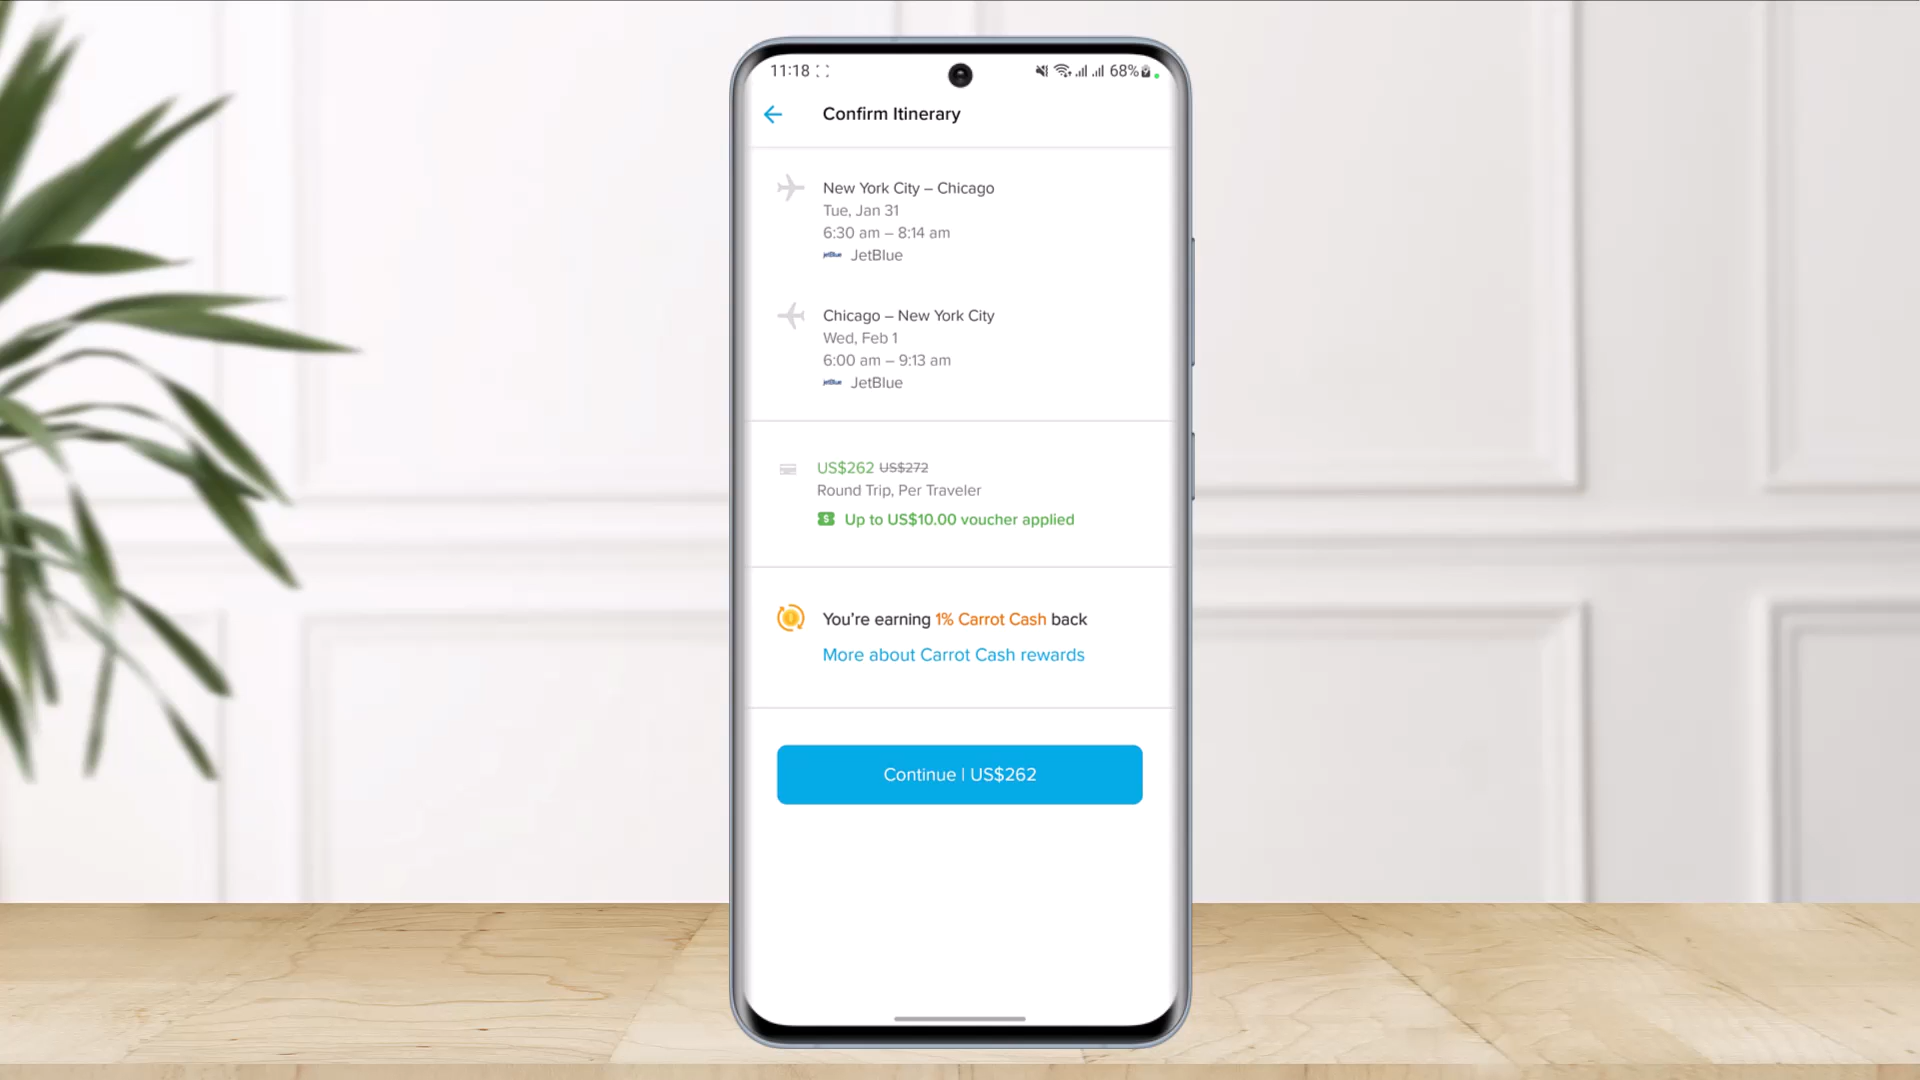 11:18
68%
Confirm Itinerary
New York City – Chicago
Tue, Jan 31
6:30 am – 8:14 am
jetBlue JetBlue
Chicago – New York City
Wed, Feb 1
6:00 am – 9:13 am
jetBlue JetBlue
US$262 US$272
Round Trip, Per Traveler
$ Up to US$10.00 voucher applied
You're earning 1% Carrot Cash back
More about Carrot Cash rewards
Continue | US$262